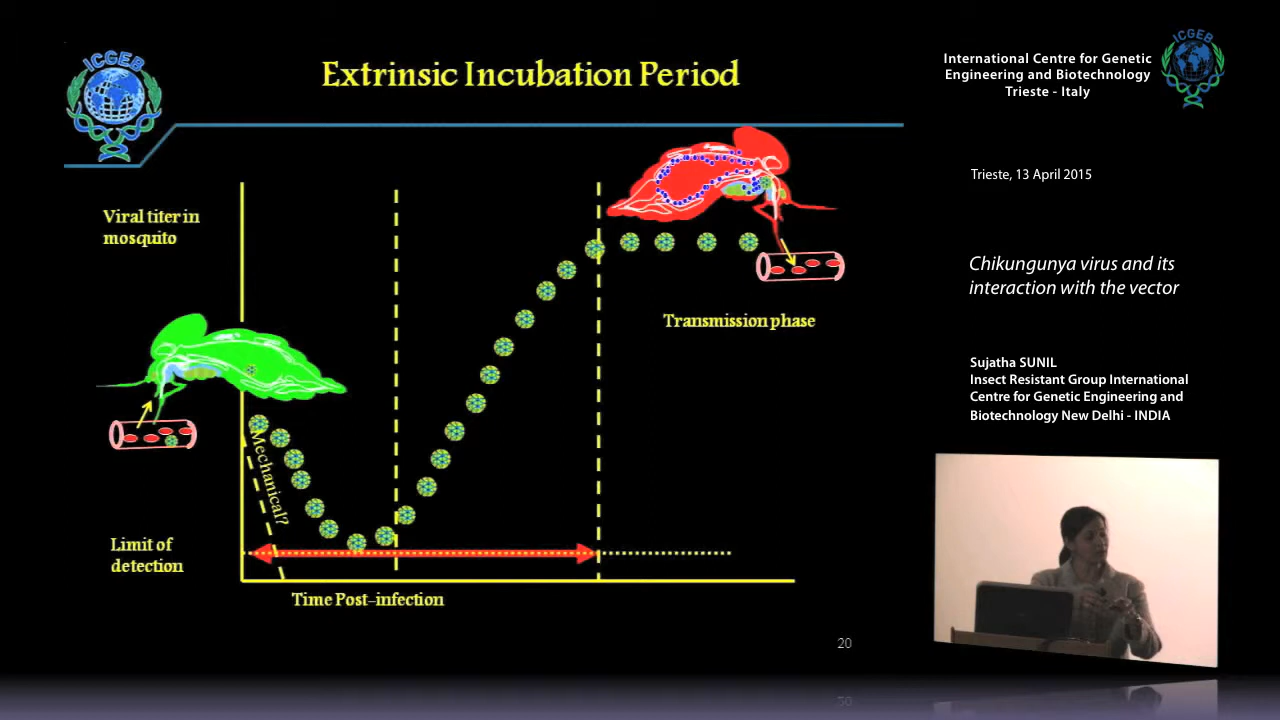 ICGEB
Extrinsic Incubation Period
Viral titer in
mosquito
Mechanical?
Transmission phase
Limit of
detection
Time Post-infection
20
International Centre for Genetic
Engineering and Biotechnology
Trieste - Italy
ICGEB
Trieste, 13 April 2015
Chikungunya virus and its
interaction with the vector
Sujatha SUNIL
Insect Resistant Group International
Centre for Genetic Engineering and
Biotechnology New Delhi - INDIA